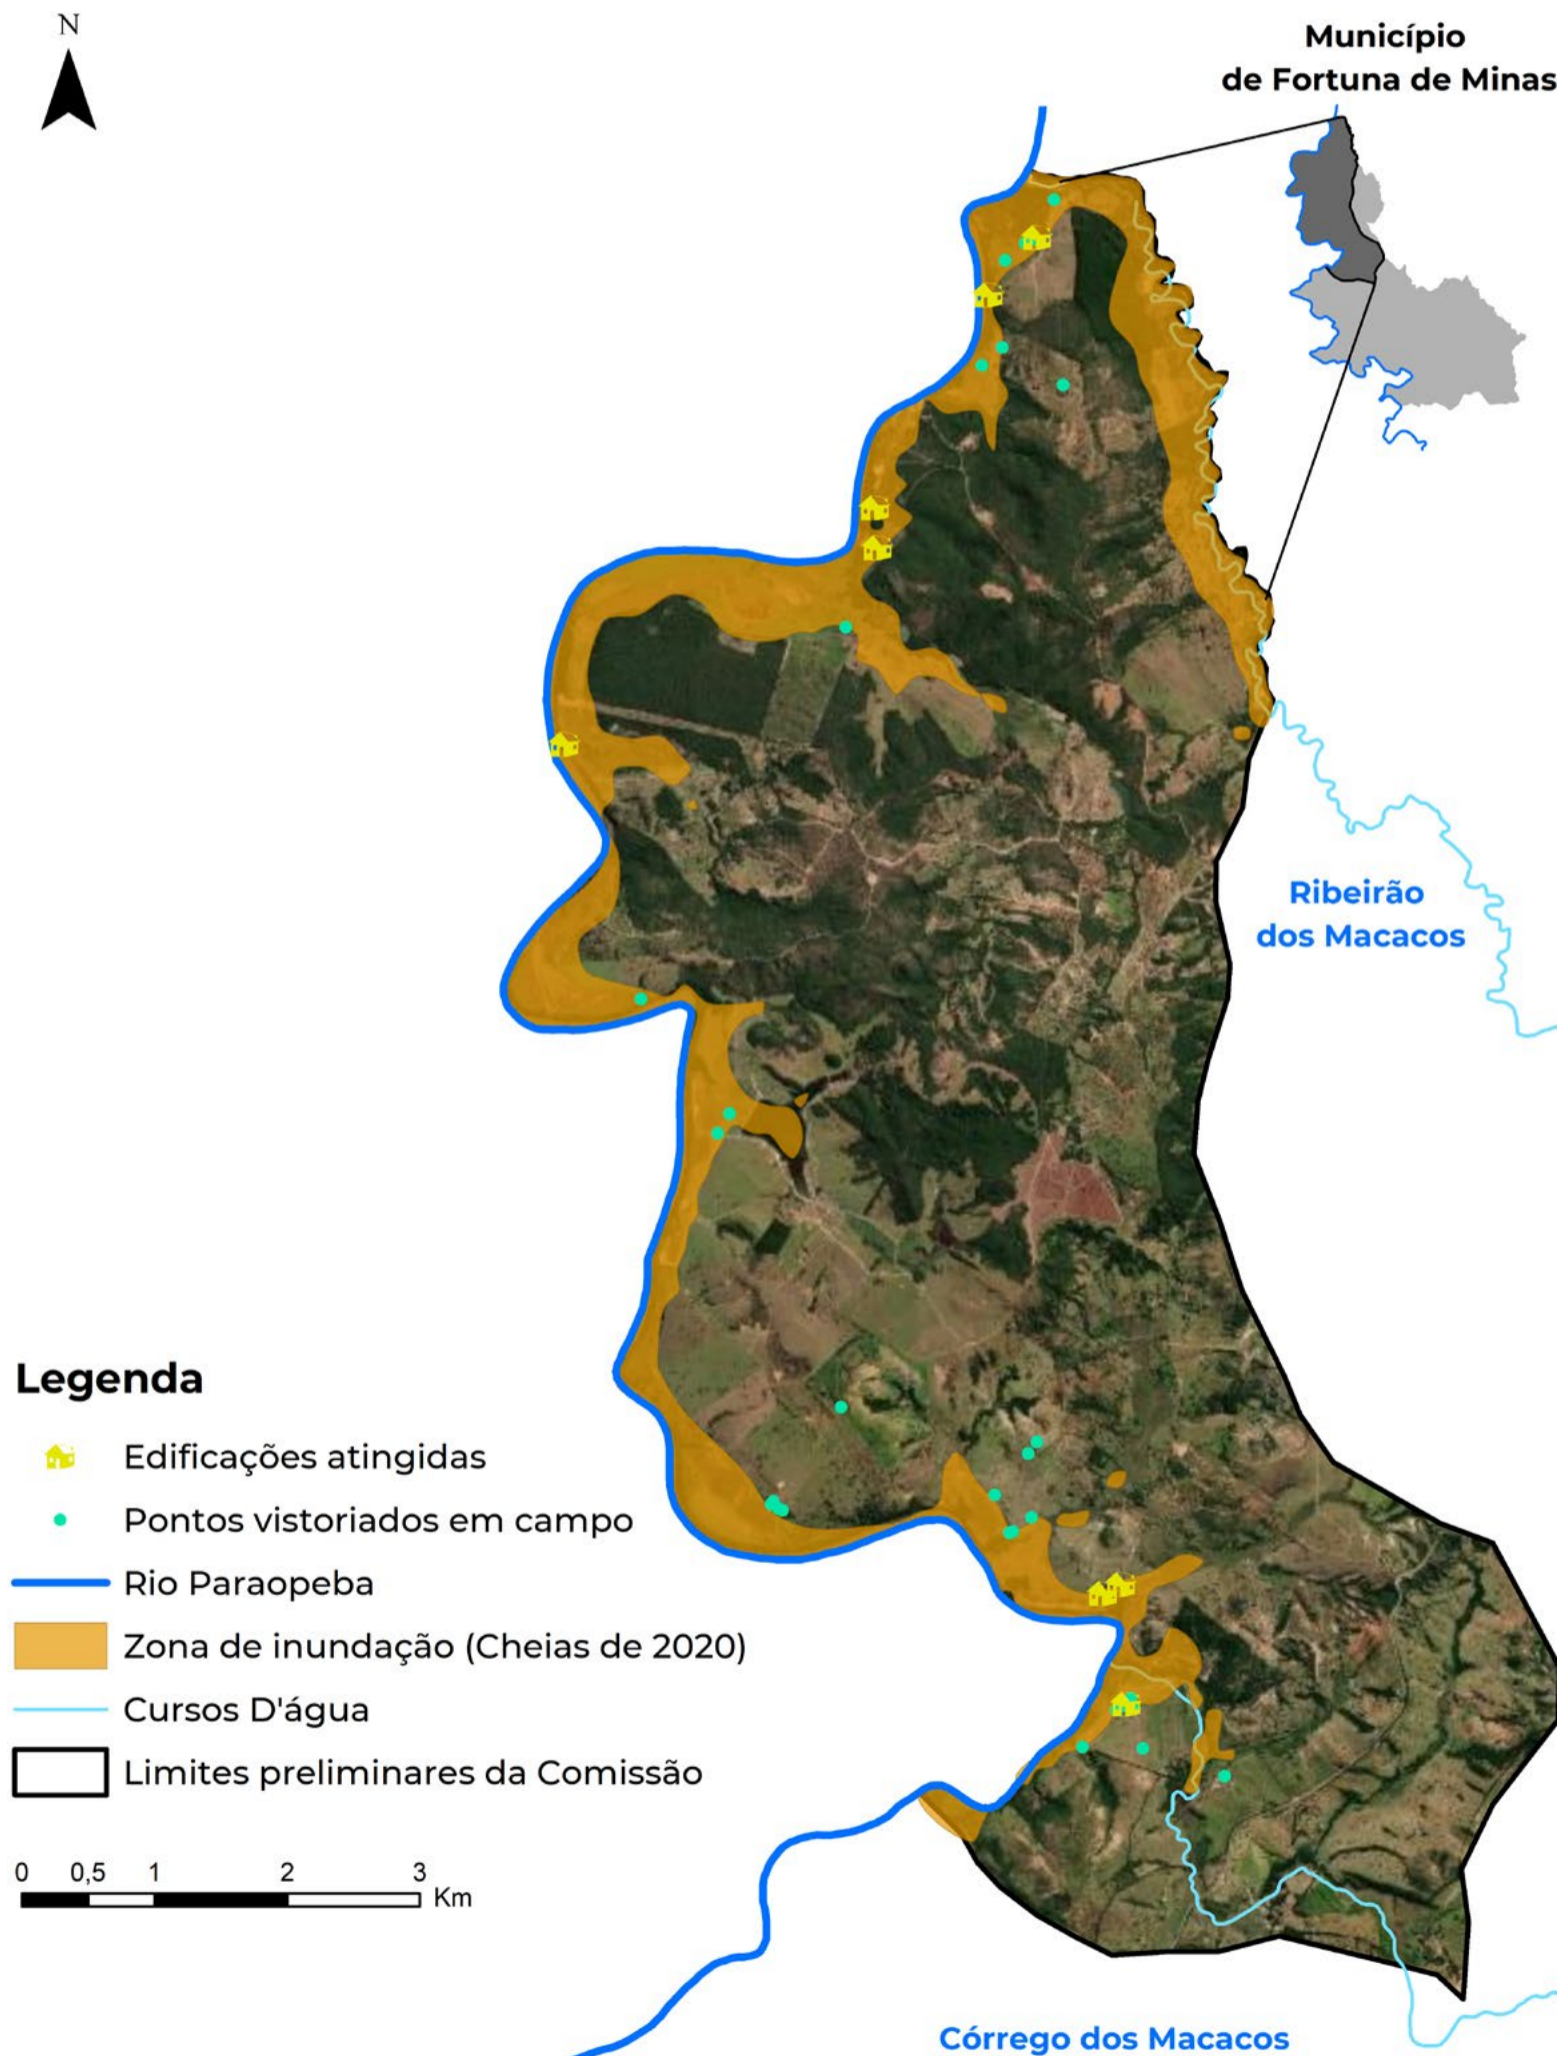 N
Município
de Fortuna de Minas
Ribeirão
dos Macacos
Legenda
Edificações atingidas
Pontos vistoriados em campo
Rio Paraopeba
Zona de inundação (Cheias de 2020)
Cursos D'água
Limites preliminares da Comissão
0 0,5 1 2 3
Km
Córrego dos Macacos